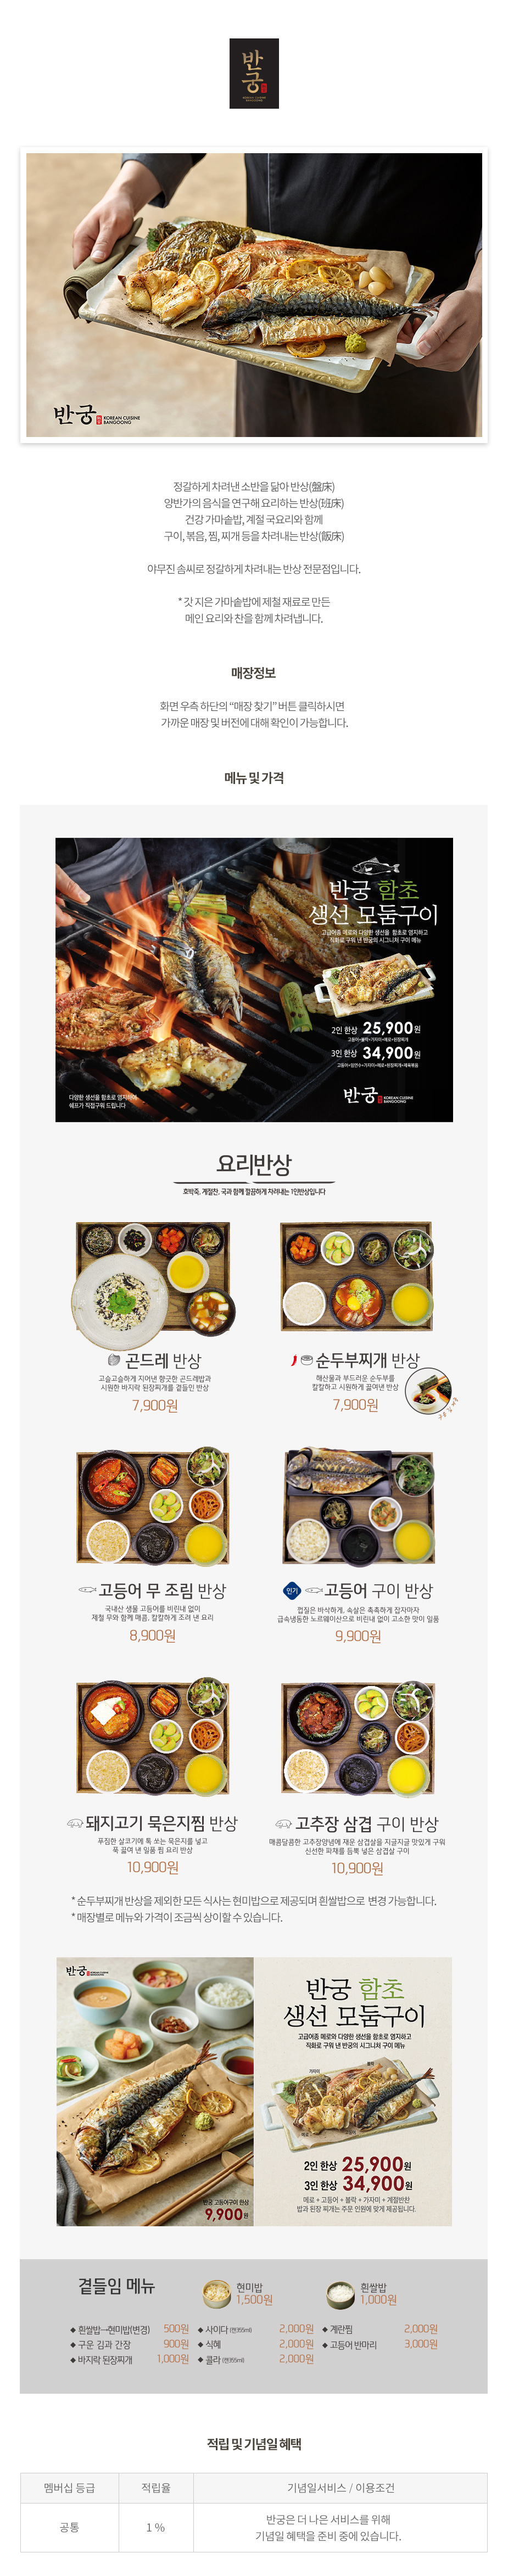 반궁
정갈하게 차려낸 소반을 닮아 반상(盤床)
양반가의 음식을 연구해 요리하는 반상(班床)
건강 가마솥밥, 계절 국요리와 함께
구이, 볶음, 찜, 찌개 등을 차려내는 반상(飯床)
야무진 솜씨로 정갈하게 차려내는 반상 전문점입니다.
* 갓 지은 가마솥밥에 제철 재료로 만든
메인 요리와 찬을 함께 차려냅니다.
매장정보
화면 우측 하단의 “매장 찾기” 버튼 클릭하시면
가까운 매장 및 버전에 대해 확인이 가능합니다.
메뉴 및 가격
반궁 함초
생선 모둠구이
고급어종 메로와 다양한 생선을 함초로 염지하고
직화로 구워 낸 반궁의 시그니처 구이 메뉴
2인 한상 25,900원
3인 한상 34,900원
다양한 생선을 함초로 염지하여
쉐프가 직접구워 드립니다
반궁 KOREAN CUISINE BANGOONG
요리반상
호박죽, 계절찬, 국과 함께 깔끔하게 차려내는 1인반상입니다
곤드레 반상
고슬고슬하게 지어낸 향긋한 곤드레밥과
시원한 바지락 된장찌개를 곁들인 반상
7,900원
순두부찌개 반상
해산물과 부드러운 순두부를
칼칼하고 시원하게 끓여낸 반상
7,900원
고등어 무 조림 반상
국내산 생물 고등어를 비린내 없이
제철 무와 함께 매콤, 칼칼하게 조려 낸 요리
8,900원
인기 고등어 구이 반상
껍질은 바삭하게, 속살은 촉촉하게 잡자마자
급속냉동한 노르웨이산으로 비린내 없이 고소한 맛이 일품
9,900원
돼지고기 묵은지찜 반상
푸짐한 살코기에 톡 쏘는 묵은지를 넣고
푹 끓여 낸 일품 찜 요리 반상
10,900원
고추장 삼겹 구이 반상
매콤달콤한 고추장양념에 재운 삼겹살을 지글지글 맛있게 구워
신선한 파채를 듬뿍 넣은 삼겹살 구이
10,900원
* 순두부찌개 반상을 제외한 모든 식사는 현미밥으로 제공되며 흰쌀밥으로 변경 가능합니다.
* 매장별로 메뉴와 가격이 조금씩 상이할 수 있습니다.
반궁 고등어구이 한상
9,900원
반궁 함초
생선 모둠구이
고급어종 메로와 다양한 생선을 함초로 염지하고
직화로 구워 낸 반궁의 시그니처 구이 메뉴
2인 한상 25,900원
3인 한상 34,900원
메로 + 고등어 + 볼락 + 가자미 + 계절반찬
밥과 된장 찌개는 주문 인원에 맞게 제공됩니다.
곁들임 메뉴
현미밥 1,500원
흰쌀밥 1,000원
◆ 흰쌀밥→현미밥(변경) 500원
◆ 사이다 (캔355ml) 2,000원
◆ 계란찜 2,000원
◆ 구운 김과 간장 900원
◆ 식혜 2,000원
◆ 고등어 반마리 3,000원
◆ 바지락 된장찌개 1,000원
◆ 콜라 (캔355ml) 2,000원
적립 및 기념일 혜택
멤버십 등급 적립율 기념일서비스 / 이용조건
공통 1 % 반궁은 더 나은 서비스를 위해
기념일 혜택을 준비 중에 있습니다.